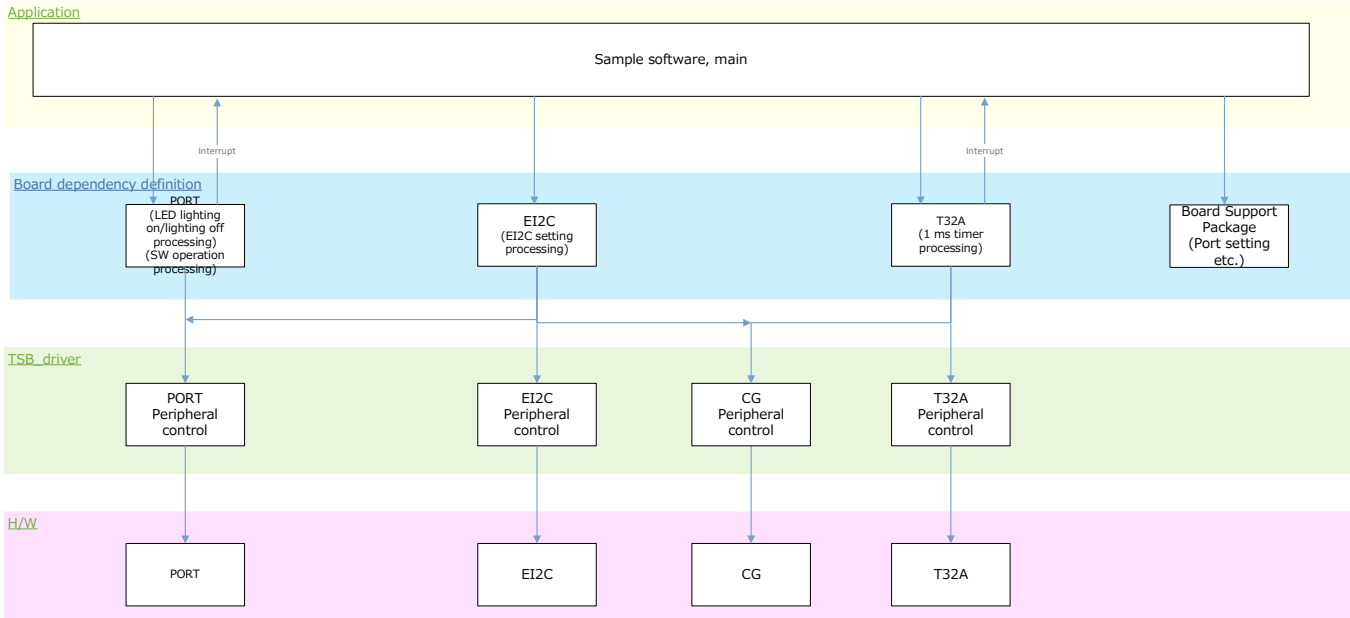 Application
Sample software, main
Interrupt
Interrupt
Board dependency definition
PORT
(LED lighting
on/lighting off
processing)
(SW operation
processing)
EI2C
(EI2C setting
processing)
T32A
(1 ms timer
processing)
Board Support
Package
(Port setting
etc.)
TSB_driver
PORT
Peripheral
control
EI2C
Peripheral
control
CG
Peripheral
control
T32A
Peripheral
control
H/W
PORT
EI2C
CG
T32A